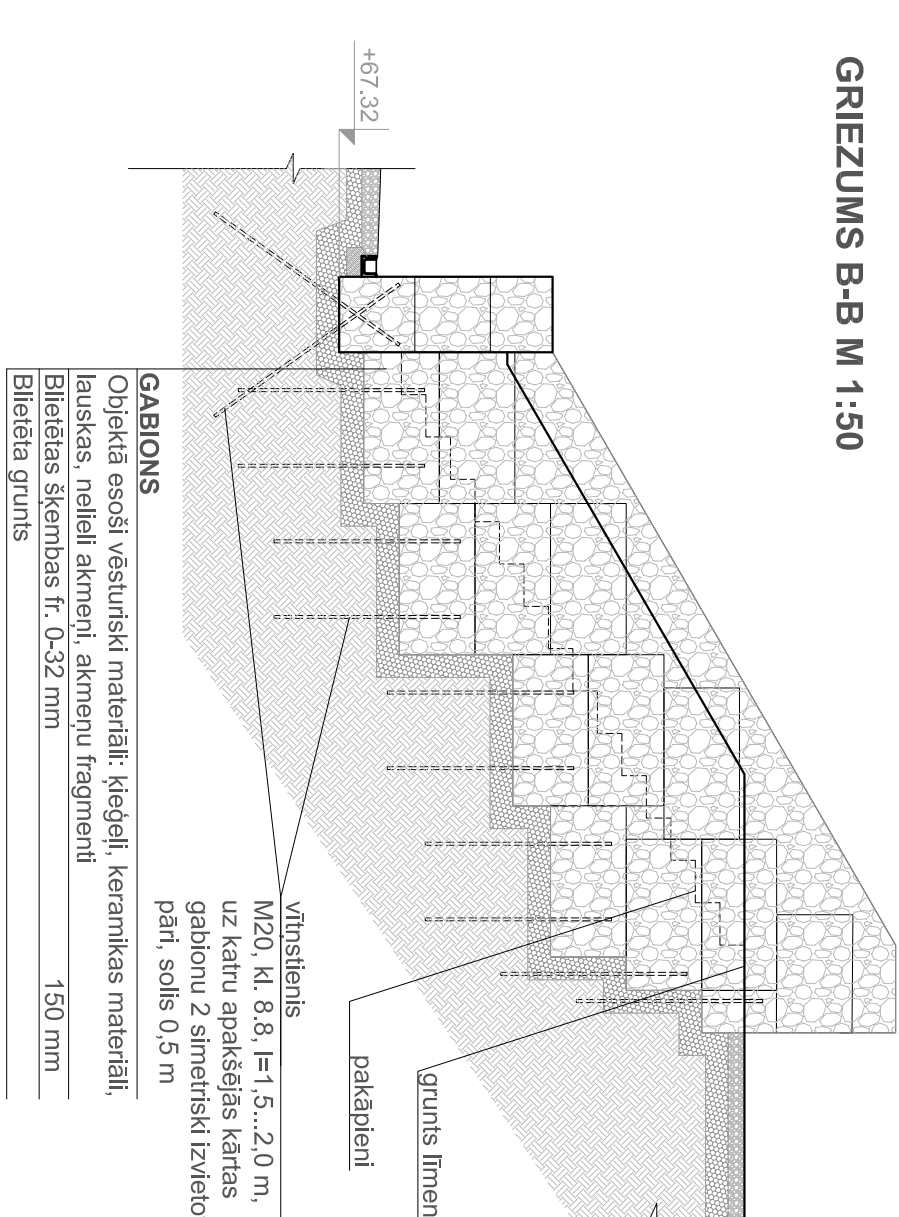 GRIEZUMS B-B M 1:50
+67.32
grunts līmen
pakāpieni
vītņstienis
M20, kl. 8.8, l=1,5...2,0 m,
uz katru apakšējās kārtas
gabionu 2 simetriski izvieto
pāri, solis 0,5 m
GABIONS
Objektā esoši vēsturiski materiāli: ķieģeļi, keramikas materiāli,
lauskas, nelieli akmeņi, akmeņu fragmenti
Blietētas šķembas fr. 0-32 mm 150 mm
Blietēta grunts